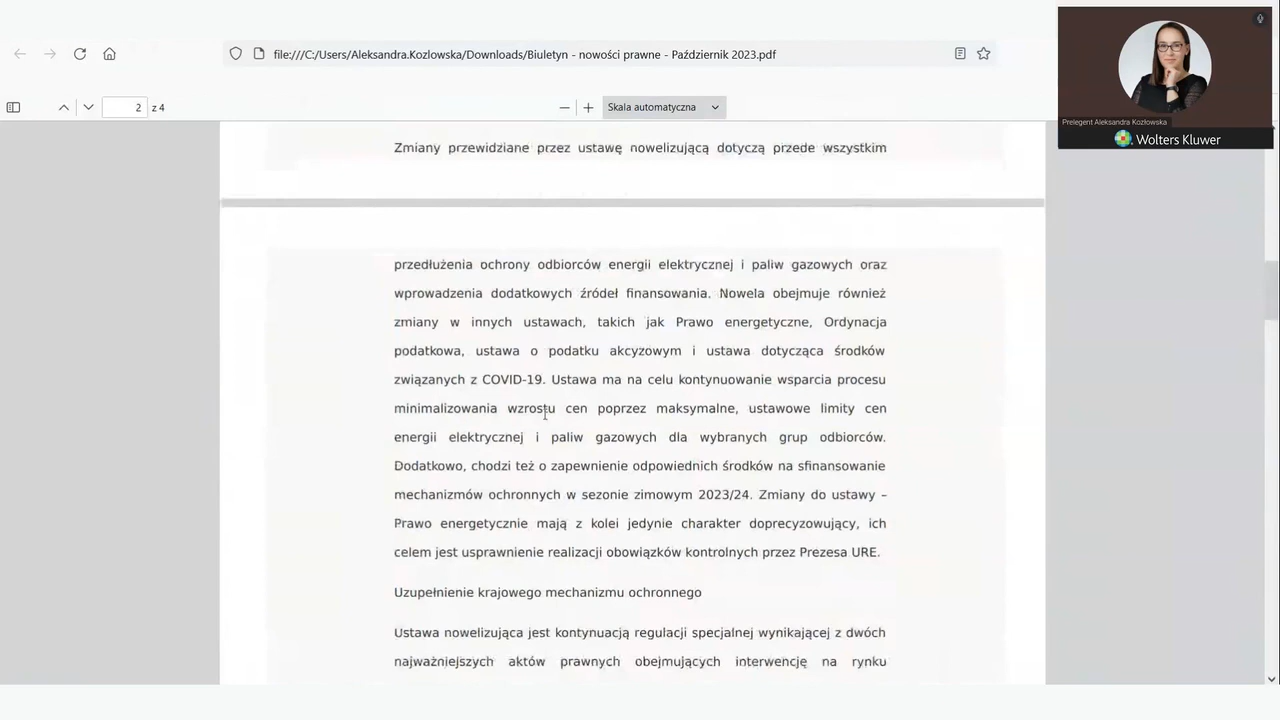 file:///C:/Users/Aleksandra.Kozlowska/Downloads/Biuletyn - nowości prawne - Październik 2023.pdf
2 z 4
Skala automatyczna
Prelegent Aleksandra Kozłowska
Wolters Kluwer
Zmiany przewidziane przez ustawę nowelizującą dotyczą przede wszystkim
przedłużenia ochrony odbiorców energii elektrycznej i paliw gazowych oraz
wprowadzenia dodatkowych źródeł finansowania. Nowela obejmuje również
zmiany w innych ustawach, takich jak Prawo energetyczne, Ordynacja
podatkowa, ustawa o podatku akcyzowym i ustawa dotycząca środków
związanych z COVID-19. Ustawa ma na celu kontynuowanie wsparcia procesu
minimalizowania wzrostu cen poprzez maksymalne, ustawowe limity cen
energii elektrycznej i paliw gazowych dla wybranych grup odbiorców.
Dodatkowo, chodzi też o zapewnienie odpowiednich środków na sfinansowanie
mechanizmów ochronnych w sezonie zimowym 2023/24. Zmiany do ustawy –
Prawo energetycznie mają z kolei jedynie charakter doprecyzowujący, ich
celem jest usprawnienie realizacji obowiązków kontrolnych przez Prezesa URE.
Uzupełnienie krajowego mechanizmu ochronnego
Ustawa nowelizująca jest kontynuacją regulacji specjalnej wynikającej z dwóch
najważniejszych aktów prawnych obejmujących interwencję na rynku